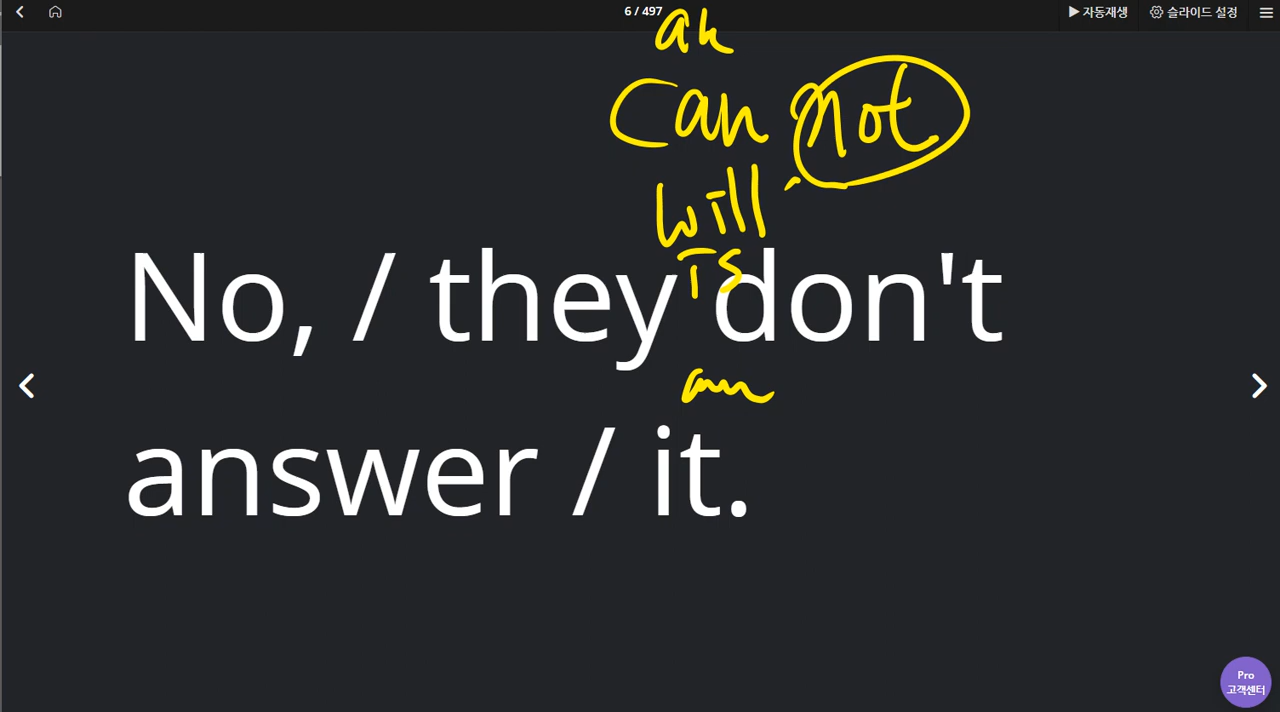 6 / 497
자동재생
슬라이드 설정
can not
will
is
No, / they don't
am
answer / it.
Pro
고객센터